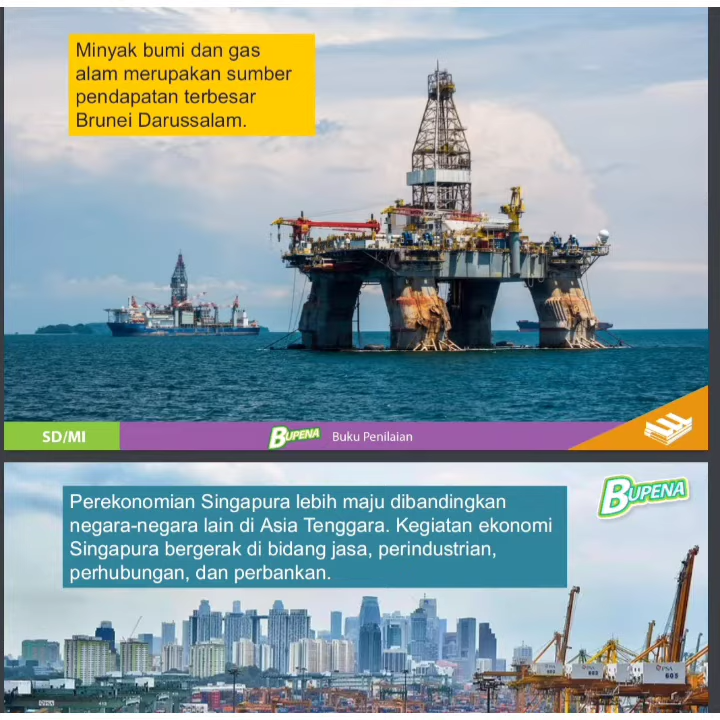 Minyak bumi dan gas
alam merupakan sumber
pendapatan terbesar
Brunei Darussalam.
SD/MI
BUPENA Buku Penilaian
BUPENA
Perekonomian Singapura lebih maju dibandingkan
negara-negara lain di Asia Tenggara. Kegiatan ekonomi
Singapura bergerak di bidang jasa, perindustrian,
perhubungan, dan perbankan.